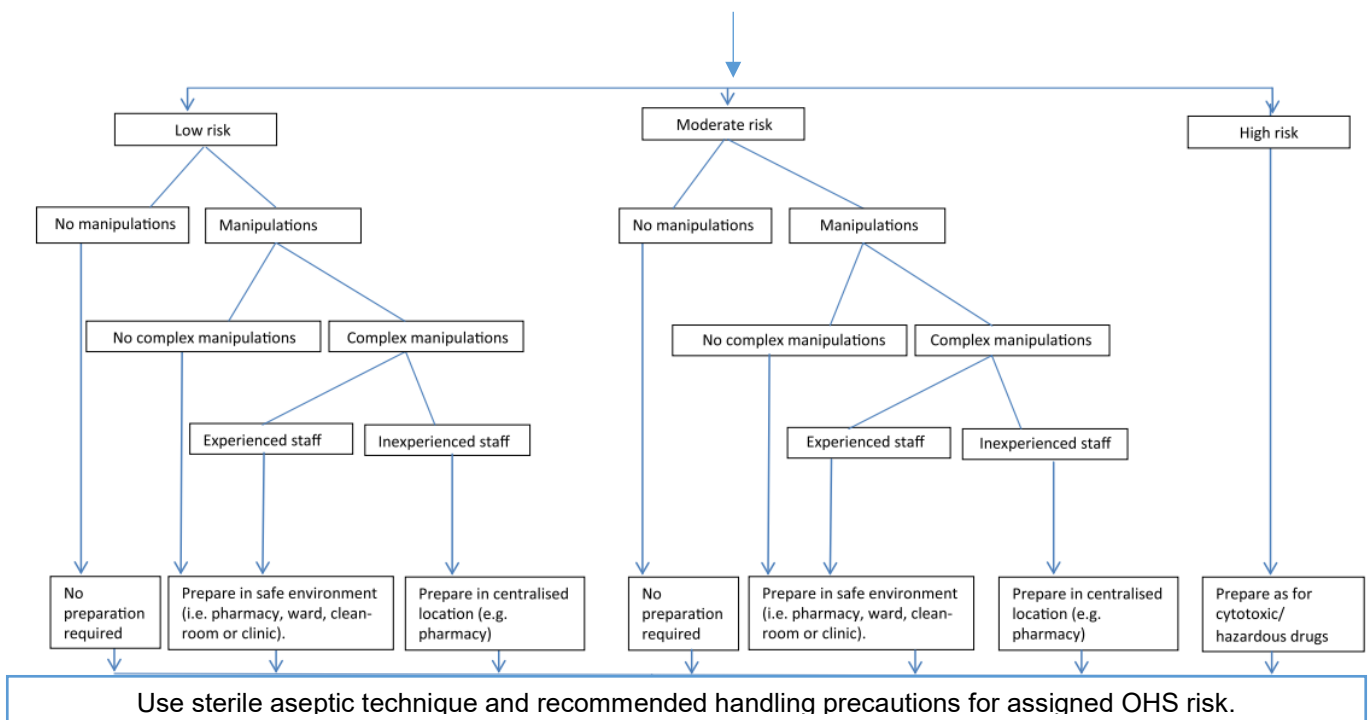 Low risk
Moderate risk
High risk
No manipulations
Manipulations
No manipulations
Manipulations
No complex manipulations
Complex manipulations
No complex manipulations
Complex manipulations
Experienced staff
Inexperienced staff
Experienced staff
Inexperienced staff
No
preparation
required
Prepare in safe environment
(i.e. pharmacy, ward, clean-
room or clinic).
Prepare in centralised
location (e.g.
pharmacy)
No
preparation
required
Prepare in safe environment
(i.e. pharmacy, ward, clean-
room or clinic).
Prepare in centralised
location (e.g.
pharmacy)
Prepare as for
cytotoxic/
hazardous drugs
Use sterile aseptic technique and recommended handling precautions for assigned OHS risk.